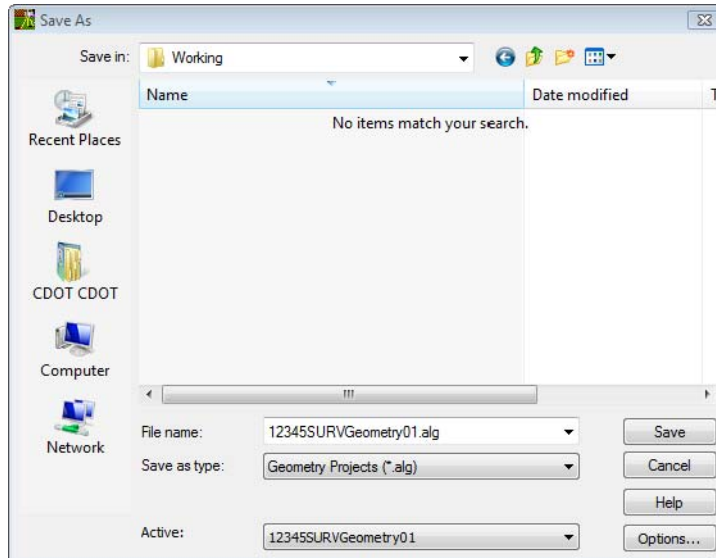 Save As
Save in:
Working
Name
Date modified
T
No items match your search.
Recent Places
Desktop
CDOT CDOT
Computer
Network
File name:
12345SURVGeometry01.alg
Save
Save as type:
Geometry Projects (*.alg)
Cancel
Help
Active:
12345SURVGeometry01
Options...